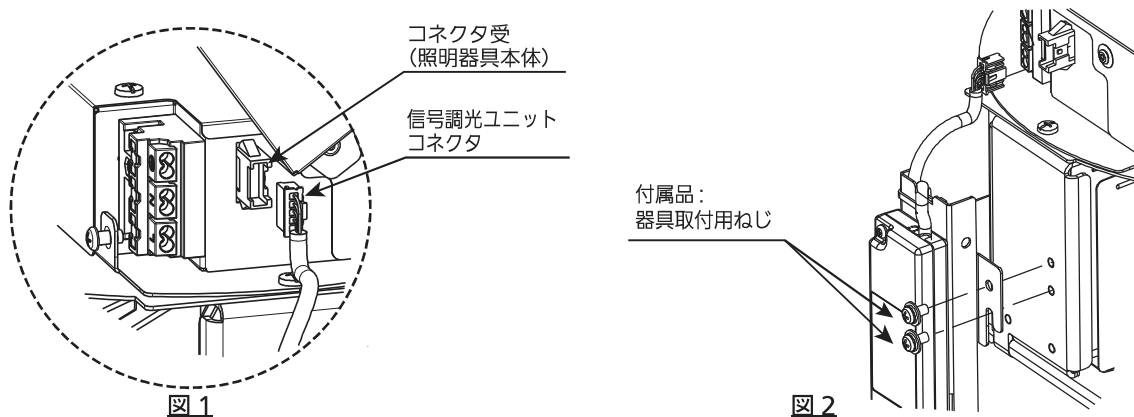 コネクタ受
（照明器具本体）
信号調光ユニット
コネクタ
図 1
付属品：
器具取付用ねじ
図 2